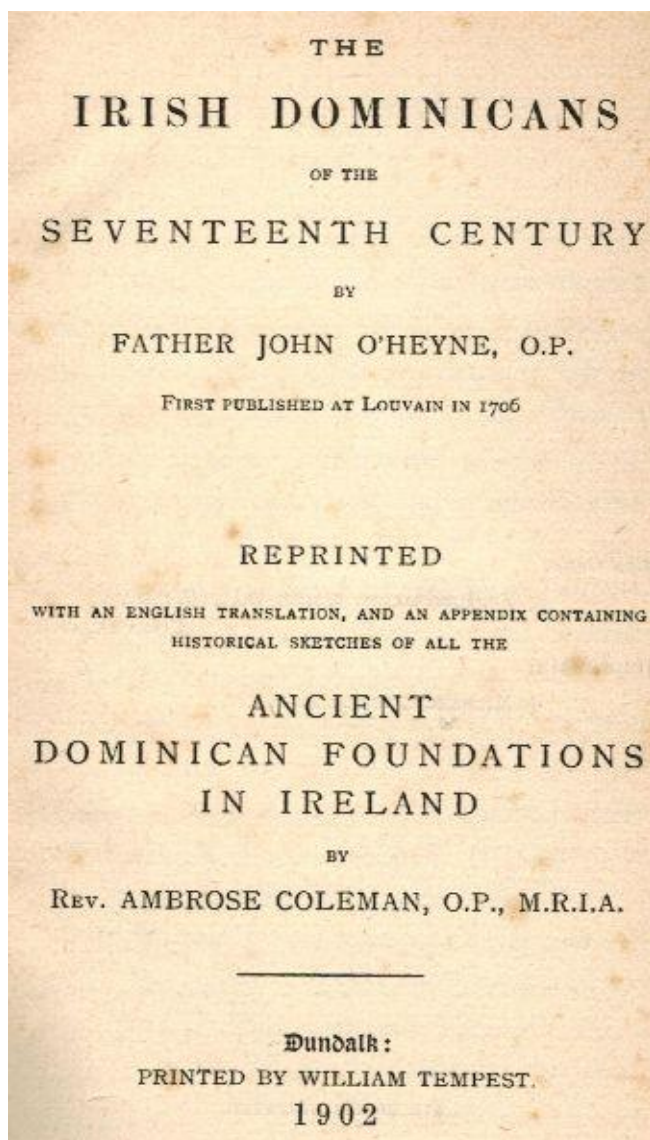 THE
IRISH DOMINICANS
OF THE
SEVENTEENTH CENTURY
BY
FATHER JOHN O'HEYNE, O.P.
FIRST PUBLISHED AT LOUVAIN IN 1706
REPRINTED
WITH AN ENGLISH TRANSLATION, AND AN APPENDIX CONTAINING
HISTORICAL SKETCHES OF ALL THE
ANCIENT
DOMINICAN FOUNDATIONS
IN IRELAND
BY
REV. AMBROSE COLEMAN, O.P., M.R.I.A.
Dundalk:
PRINTED BY WILLIAM TEMPEST.
1902